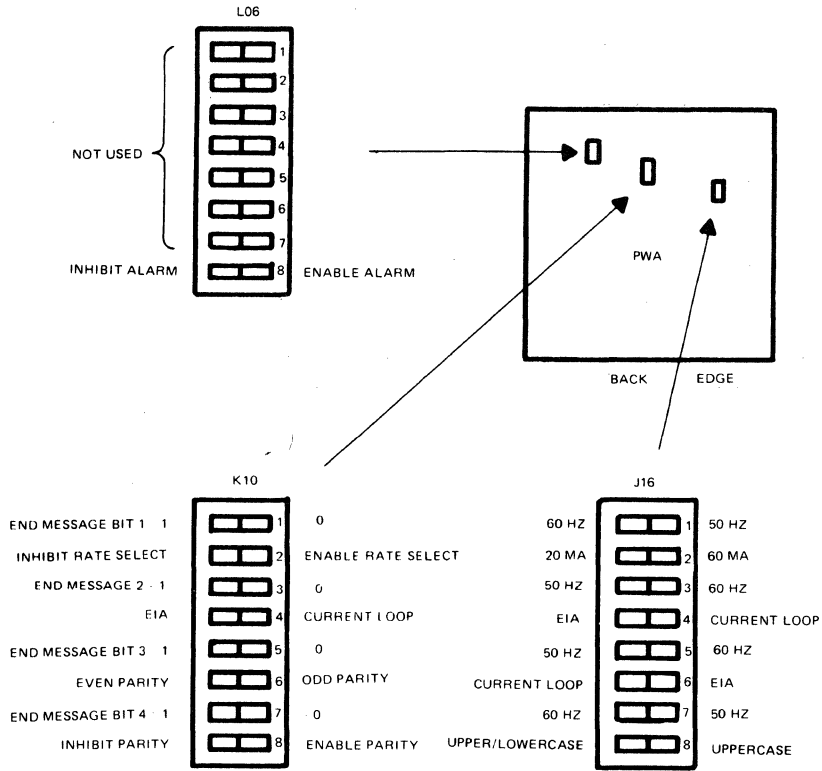 L06
1
2
3
4
NOT USED
5
6
7
INHIBIT ALARM 8 ENABLE ALARM
PWA
BACK EDGE
K10
END MESSAGE BIT 1 1 1 0
INHIBIT RATE SELECT 2 ENABLE RATE SELECT
END MESSAGE 2 - 1 3 0
EIA 4 CURRENT LOOP
END MESSAGE BIT 3 1 5 0
EVEN PARITY 6 ODD PARITY
END MESSAGE BIT 4 - 1 7 0
INHIBIT PARITY 8 ENABLE PARITY
J16
60 HZ 1 50 HZ
20 MA 2 60 MA
50 HZ 3 60 HZ
EIA 4 CURRENT LOOP
50 HZ 5 60 HZ
CURRENT LOOP 6 EIA
60 HZ 7 50 HZ
UPPER/LOWERCASE 8 UPPERCASE